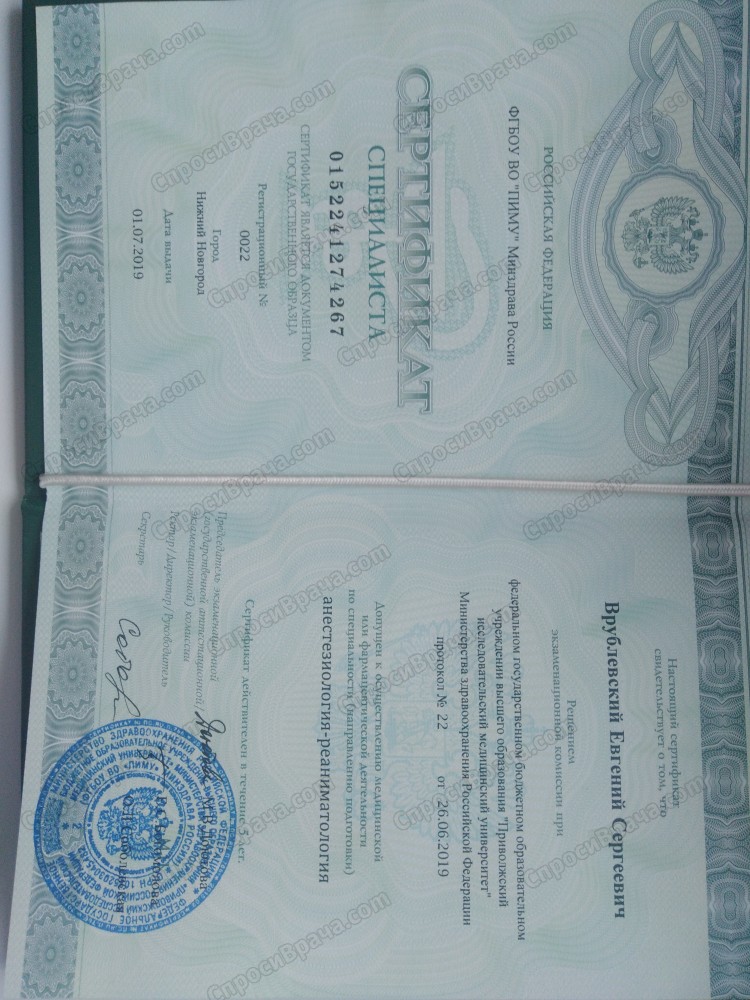 РОССИЙСКАЯ ФЕДЕРАЦИЯ
ФГБОУ ВО "ПИМУ" Минздрава России
СЕРТИФИКАТ
СПЕЦИАЛИСТА
0152241274267
СЕРТИФИКАТ ЯВЛЯЕТСЯ ДОКУМЕНТОМ
ГОСУДАРСТВЕННОГО ОБРАЗЦА
Регистрационный №
0022
Город
Нижний Новгород
Дата выдачи
01.07.2019
Настоящий сертификат
свидетельствует о том, что
Врублевский Евгений Сергеевич
Решением
экзаменационной комиссии при
федеральном государственном бюджетном образовательном
учреждении высшего образования "Приволжский
исследовательский медицинский университет"
Министерства здравоохранения Российской Федерации
протокол № 22 от 26.06.2019
Допущен к осуществлению медицинской
или фармацевтической деятельности
по специальности (направлению подготовки)
анестезиология-реаниматология
Сертификат действителен в течение 5 лет.
Председатель экзаменационной
(государственной аттестационной/
экзаменационной) комиссии
Ректор/Директор/Руководитель
Секретарь
СпросиВрача.com